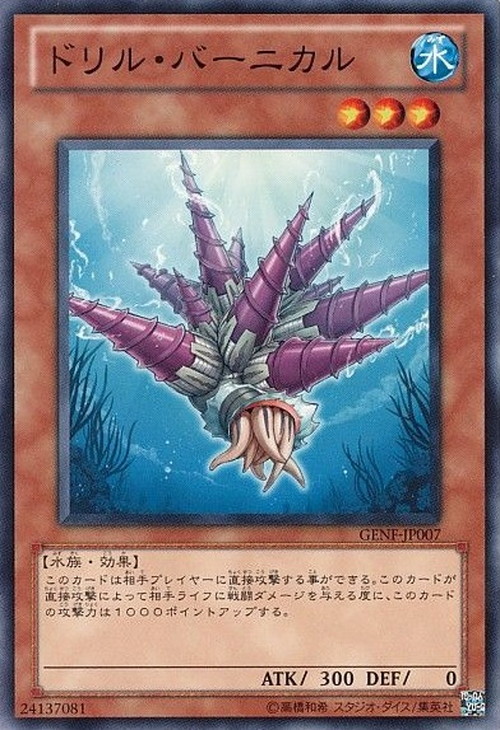 ドリル・バーニカル
水
GENF-JP007
【水族・効果】
このカードは相手プレイヤーに直接攻撃する事ができる。このカードが
直接攻撃によって相手ライフに戦闘ダメージを与える度に、このカード
の攻撃力は1000ポイントアップする。
ATK/ 300 DEF/ 0
24137081
©高橋和希 スタジオ・ダイス/集英社